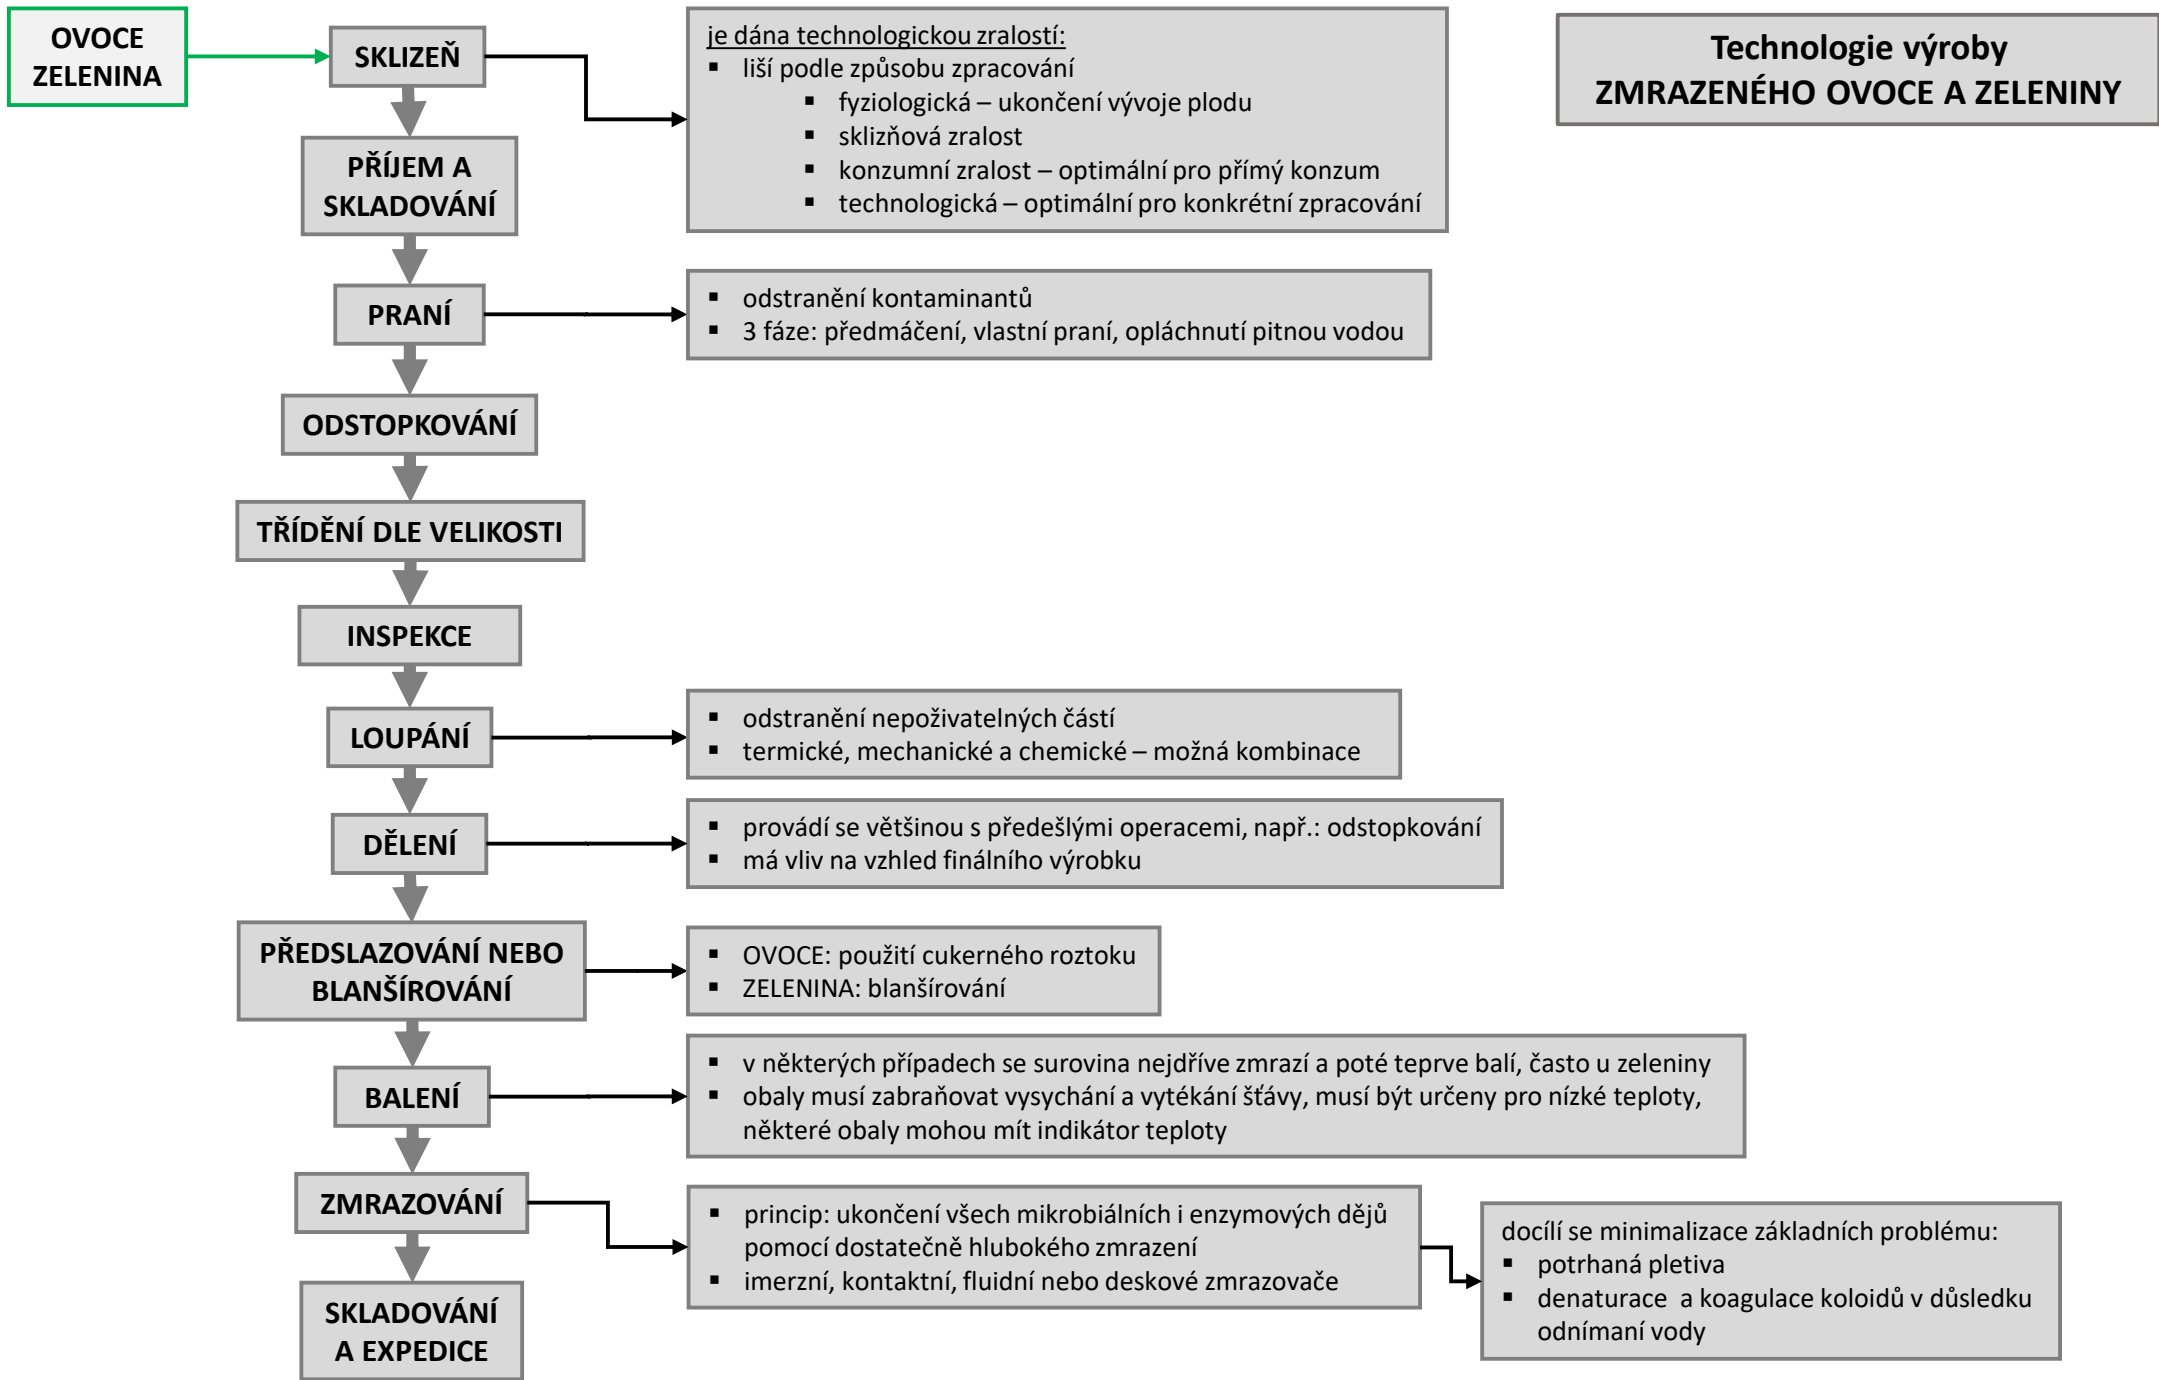 OVOCE
ZELENINA
SKLIZEŇ
je dána technologickou zralostí:
▪ liší podle způsobu zpracování
▪ fyziologická – ukončení vývoje plodu
▪ sklizňová zralost
▪ konzumní zralost – optimální pro přímý konzum
▪ technologická – optimální pro konkrétní zpracování
Technologie výroby
ZMRAZENÉHO OVOCE A ZELENINY
PŘÍJEM A
SKLADOVÁNÍ
PRANÍ
▪ odstranění kontaminantů
▪ 3 fáze: předmáčení, vlastní praní, opláchnutí pitnou vodou
ODSTOPKOVÁNÍ
TŘÍDĚNÍ DLE VELIKOSTI
INSPEKCE
LOUPÁNÍ
▪ odstranění nepoživatelných částí
▪ termické, mechanické a chemické – možná kombinace
DĚLENÍ
▪ provádí se většinou s předešlými operacemi, např.: odstopkování
▪ má vliv na vzhled finálního výrobku
PŘEDSLAZOVÁNÍ NEBO
BLANŠÍROVÁNÍ
▪ OVOCE: použití cukerného roztoku
▪ ZELENINA: blanšírování
BALENÍ
▪ v některých případech se surovina nejdříve zmrazí a poté teprve balí, často u zeleniny
▪ obaly musí zabraňovat vysychání a vytékání šťávy, musí být určeny pro nízké teploty,
některé obaly mohou mít indikátor teploty
ZMRAZOVÁNÍ
▪ princip: ukončení všech mikrobiálních i enzymových dějů
pomocí dostatečně hlubokého zmrazení
▪ imerzní, kontaktní, fluidní nebo deskové zmrazovače
docílí se minimalizace základních problému:
▪ potrhaná pletiva
▪ denaturace  a koagulace koloidů v důsledku
odnímaní vody
SKLADOVÁNÍ
A EXPEDICE